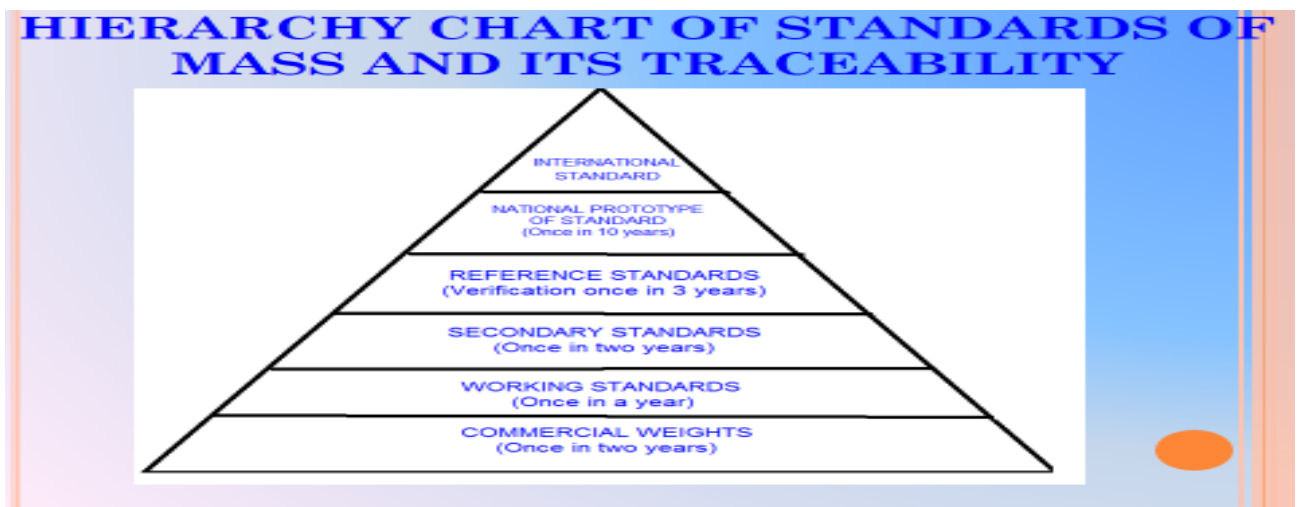 HIERARCHY CHART OF STANDARDS OF
MASS AND ITS TRACEABILITY
INTERNATIONAL
STANDARD
NATIONAL PROTOTYPE
OF STANDARD
(Once in 10 years)
REFERENCE STANDARDS
(Verification once in 3 years)
SECONDARY STANDARDS
(Once in two years)
WORKING STANDARDS
(Once in a year)
COMMERCIAL WEIGHTS
(Once in two years)